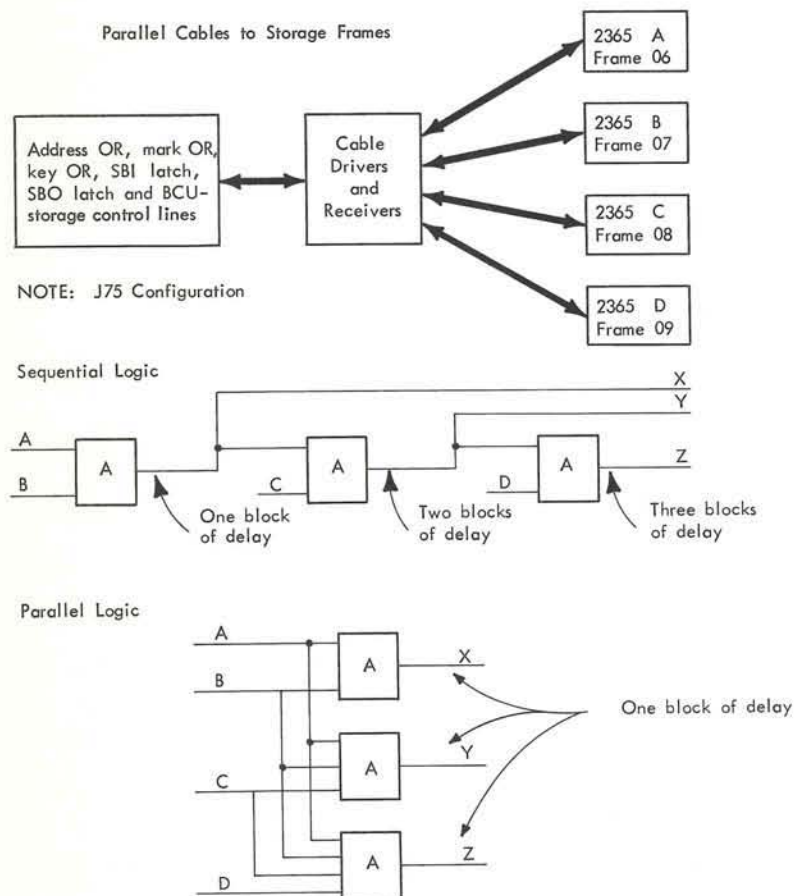 Parallel Cables to Storage Frames
2365 A
Frame 06
2365 B
Frame 07
2365 C
Frame 08
2365 D
Frame 09
Address OR, mark OR,
key OR, SBI latch,
SBO latch and BCU-
storage control lines
Cable
Drivers
and
Receivers
NOTE: J75 Configuration
Sequential Logic
X
Y
A
B
A
C
A
D
A
Z
One block
of delay
Two blocks
of delay
Three blocks
of delay
Parallel Logic
A
B
C
D
A
X
A
Y
A
Z
One block of delay